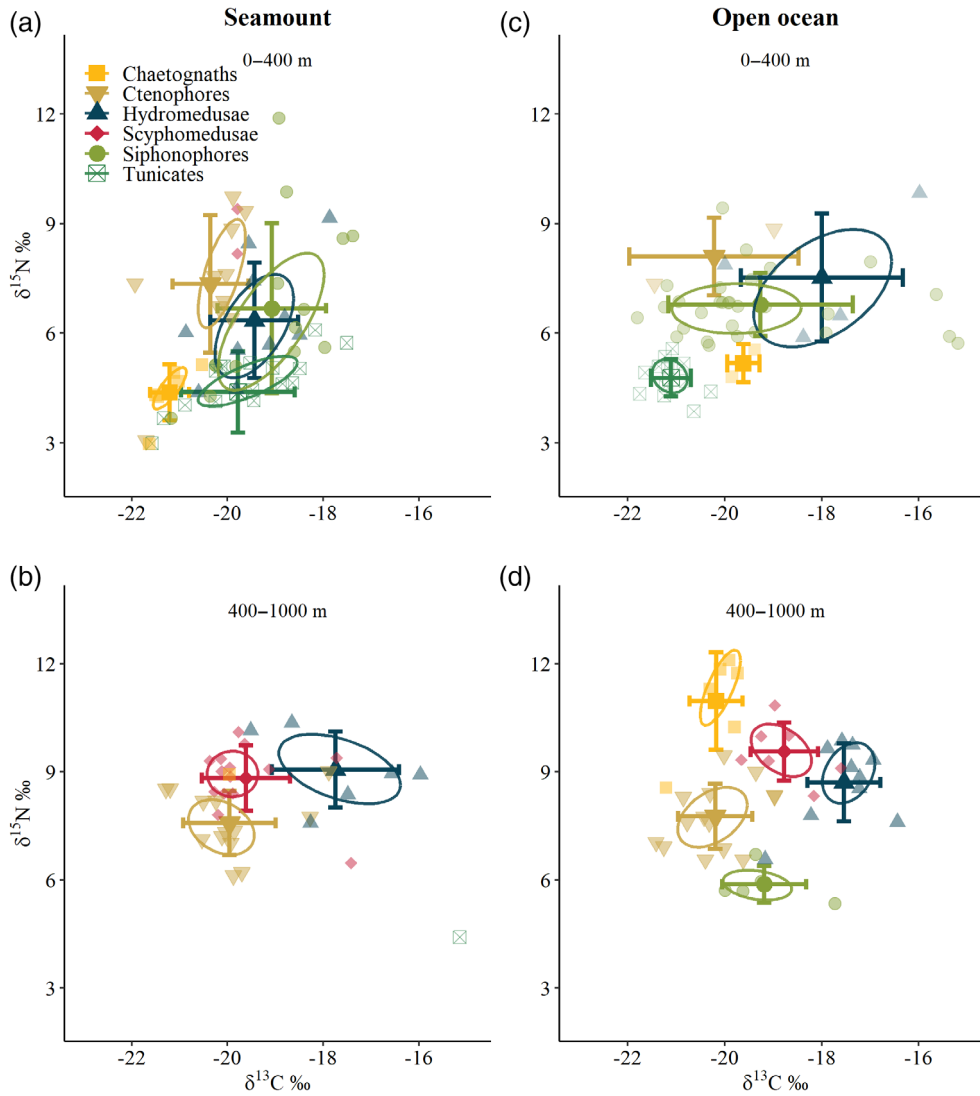 (a)
Seamount
0–400 m
Chaetognaths
Ctenophores
Hydromedusae
Scyphomedusae
Siphonophores
Tunicates
12
9
6
3
δ15N ‰
-22 -20 -18 -16
(c)
Open ocean
0–400 m
12
9
6
3
δ15N ‰
-22 -20 -18 -16
(b)
400–1000 m
12
9
6
3
δ15N ‰
-22 -20 -18 -16
δ13C ‰
(d)
400–1000 m
12
9
6
3
δ15N ‰
-22 -20 -18 -16
δ13C ‰